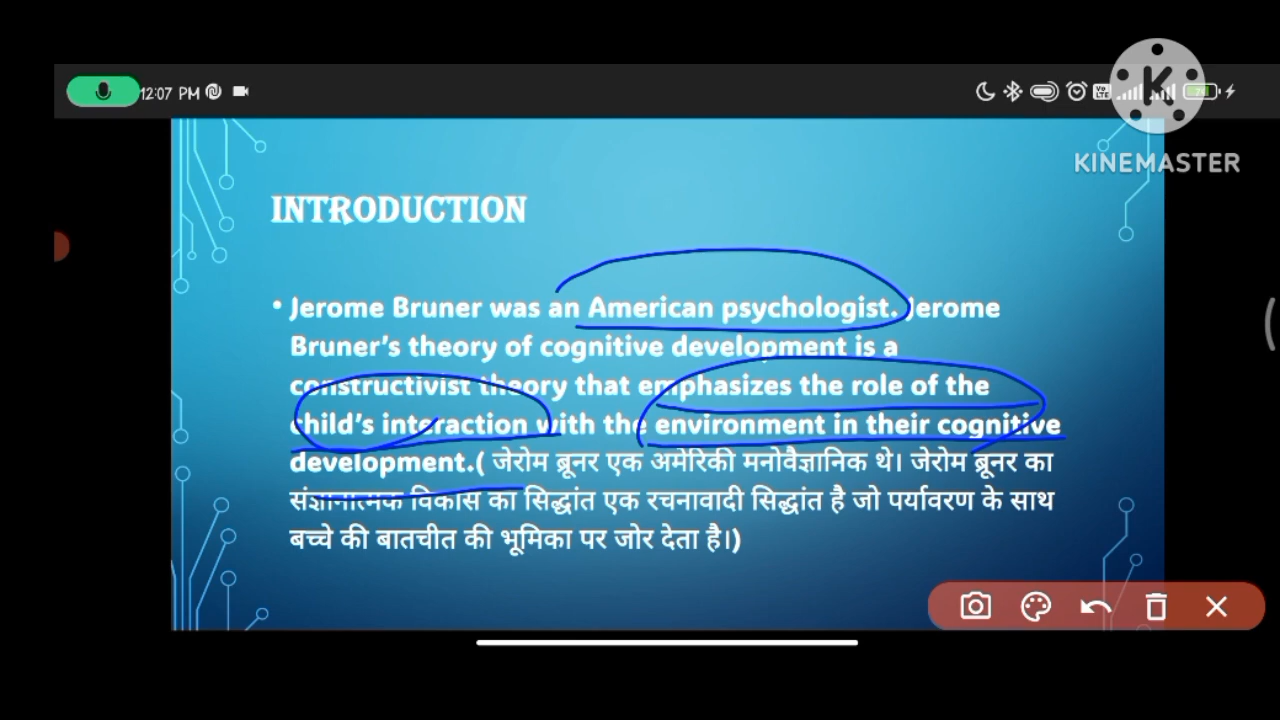 12:07 PM
KINEMASTER
INTRODUCTION
• Jerome Bruner was an American psychologist. Jerome
Bruner's theory of cognitive development is a
constructivist theory that emphasizes the role of the
child's interaction with the environment in their cognitive
development.( जेरोम ब्रूनर एक अमेरिकी मनोवैज्ञानिक थे। जेरोम ब्रूनर का
संज्ञानात्मक विकास का सिद्धांत एक रचनावादी सिद्धांत है जो पर्यावरण के साथ
बच्चे की बातचीत की भूमिका पर जोर देता है।)